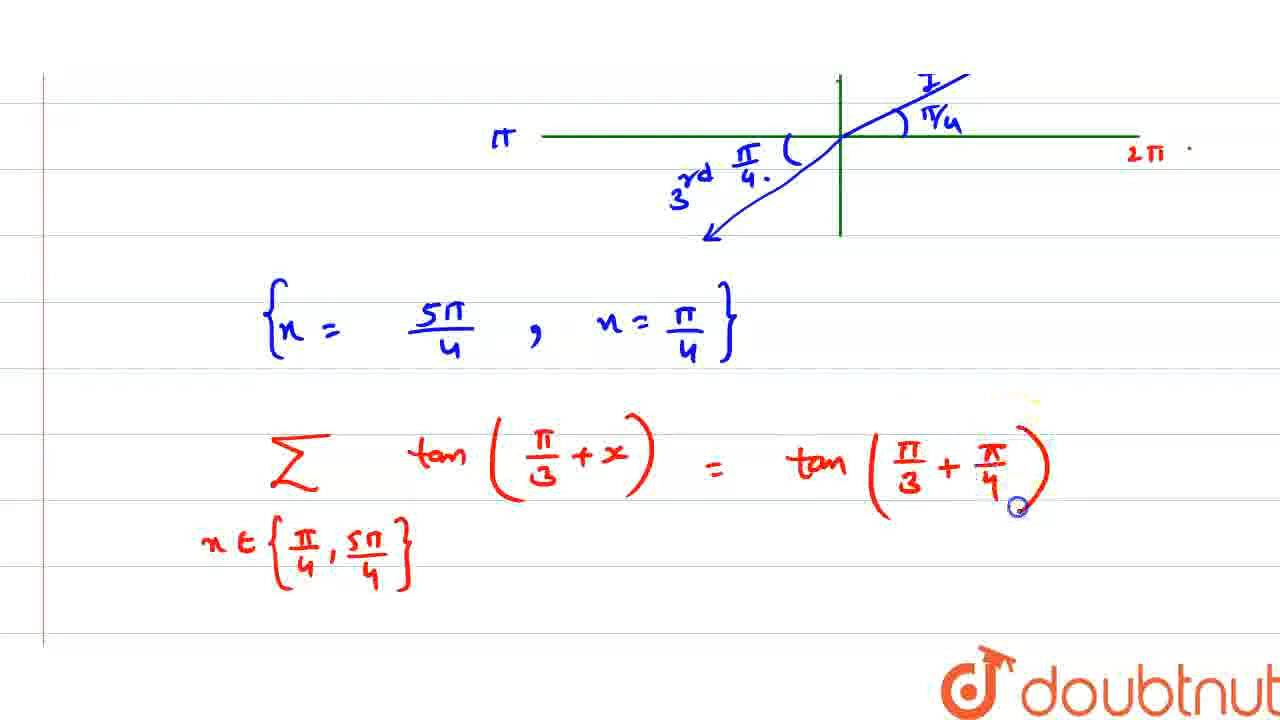 I
π/4
π
2π
3rd π/4.
{x = 5π/4 , x = π/4}
∑ tan (π/3 + x) = tan (π/3 + π/4)
x ∈ {π/4, 5π/4}
doubtnut